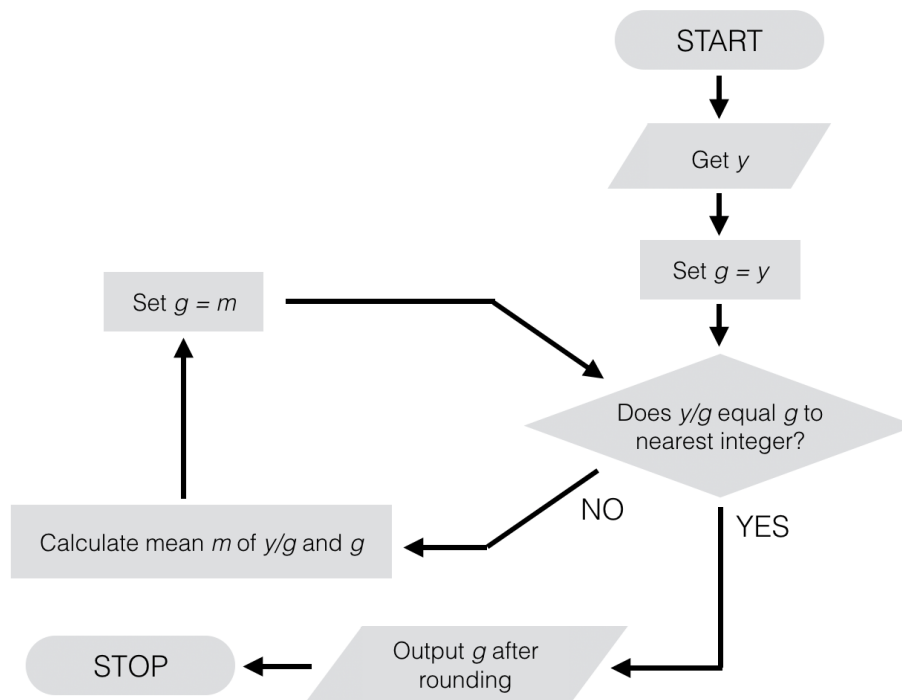 START
Get y
Set g = y
Set g = m
Does y/g equal g to
nearest integer?
NO
YES
Calculate mean m of y/g and g
Output g after
rounding
STOP